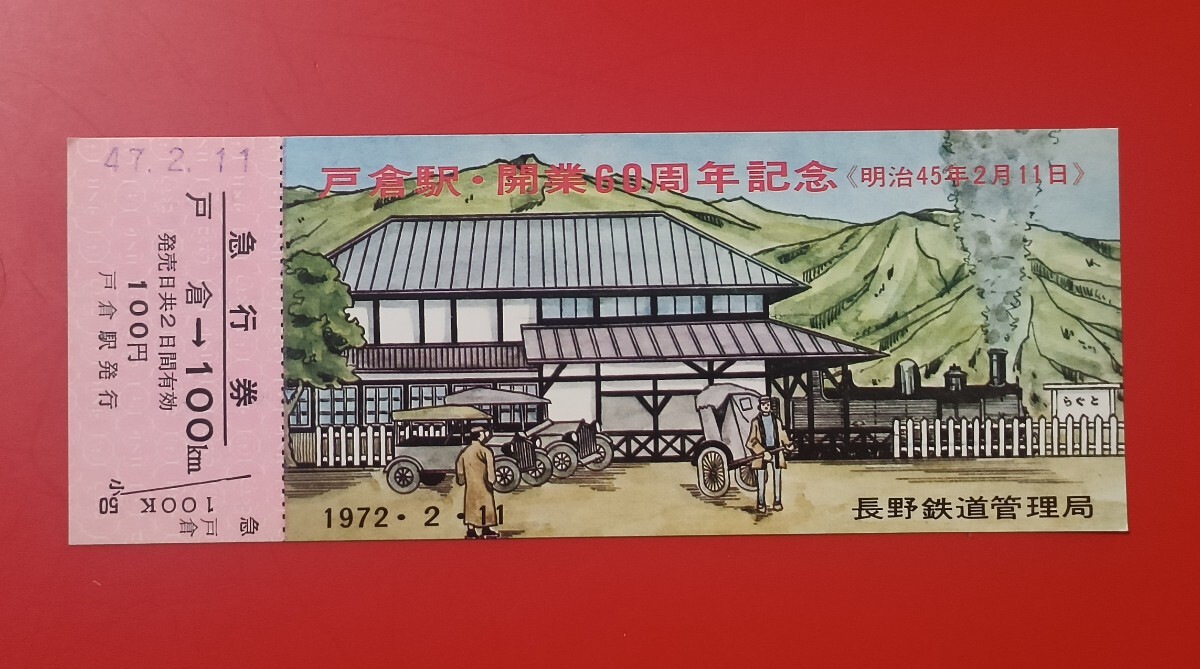 47.2.11
急行券
戸倉→100km
発売日共2日間有効
100円
戸倉駅発行
小
急
戸倉
→100K
戸倉駅・開業60周年記念《明治45年2月11日》
らぐと
1972・2・11
長野鉄道管理局